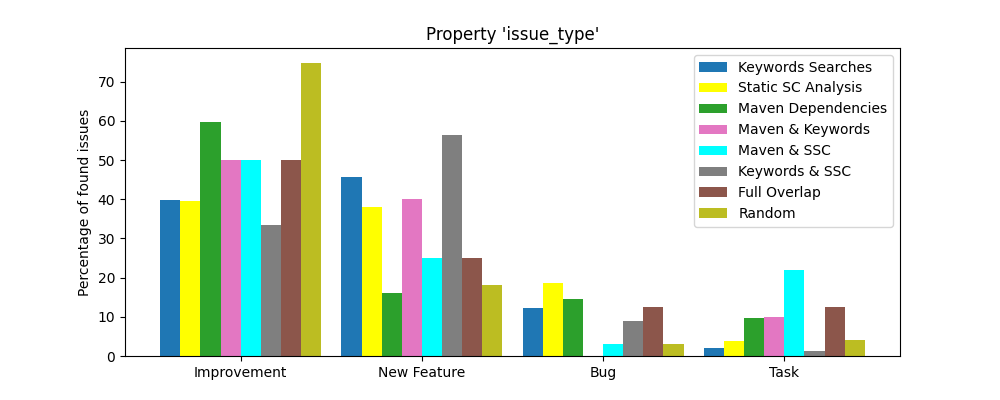 Property 'issue_type'
Percentage of found issues
70
60
50
40
30
20
10
0
Improvement
New Feature
Bug
Task
Keywords Searches
Static SC Analysis
Maven Dependencies
Maven & Keywords
Maven & SSC
Keywords & SSC
Full Overlap
Random